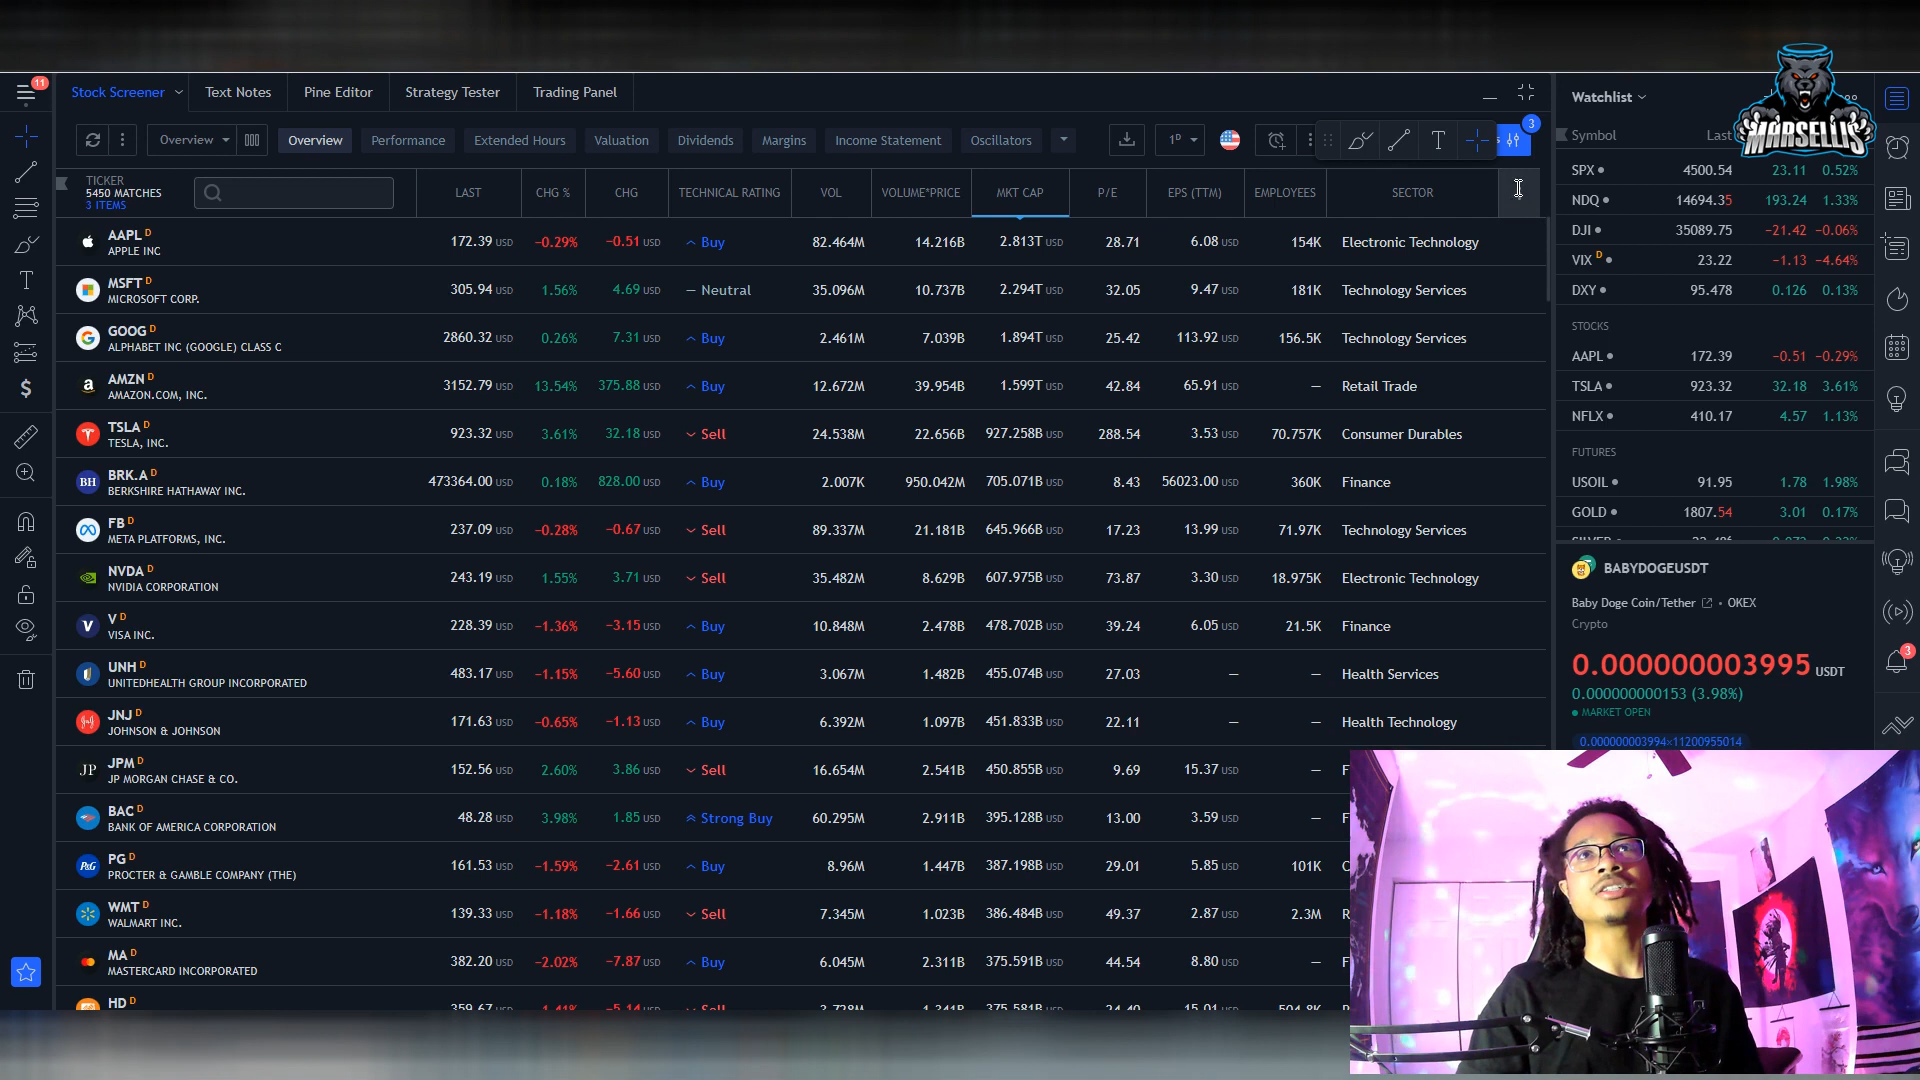 11
Stock Screener
Text Notes
Pine Editor
Strategy Tester
Trading Panel
Watchlist
MARSELLIS
Overview
Overview
Performance
Extended Hours
Valuation
Dividends
Margins
Income Statement
Oscillators
1D
T
3
Symbol
Last
TICKER
5450 MATCHES
3 ITEMS
LAST
CHG %
CHG
TECHNICAL RATING
VOL
VOLUME*PRICE
MKT CAP
P/E
EPS (TTM)
EMPLOYEES
SECTOR
AAPL D
APPLE INC
172.39 USD −0.29% −0.51 USD Buy 82.464M 14.216B 2.813T USD 28.71 6.08 USD 154K Electronic Technology
MSFT D
MICROSOFT CORP.
305.94 USD 1.56% 4.69 USD — Neutral 35.096M 10.737B 2.294T USD 32.05 9.47 USD 181K Technology Services
GOOG D
ALPHABET INC (GOOGLE) CLASS C
2860.32 USD 0.26% 7.31 USD Buy 2.461M 7.039B 1.894T USD 25.42 113.92 USD 156.5K Technology Services
a AMZN D
AMAZON.COM, INC.
3152.79 USD 13.54% 375.88 USD Buy 12.672M 39.954B 1.599T USD 42.84 65.91 USD — Retail Trade
TSLA D
TESLA, INC.
923.32 USD 3.61% 32.18 USD Sell 24.538M 22.656B 927.258B USD 288.54 3.53 USD 70.757K Consumer Durables
BH BRK.A D
BERKSHIRE HATHAWAY INC.
473364.00 USD 0.18% 828.00 USD Buy 2.007K 950.042M 705.071B USD 8.43 56023.00 USD 360K Finance
FB D
META PLATFORMS, INC.
237.09 USD −0.28% −0.67 USD Sell 89.337M 21.181B 645.966B USD 17.23 13.99 USD 71.97K Technology Services
NVDA D
NVIDIA CORPORATION
243.19 USD 1.55% 3.71 USD Sell 35.482M 8.629B 607.975B USD 73.87 3.30 USD 18.975K Electronic Technology
V V D
VISA INC.
228.39 USD −1.36% −3.15 USD Buy 10.848M 2.478B 478.702B USD 39.24 6.05 USD 21.5K Finance
UNH D
UNITEDHEALTH GROUP INCORPORATED
483.17 USD −1.15% −5.60 USD Buy 3.067M 1.482B 455.074B USD 27.03 — — Health Services
JNJ D
JOHNSON & JOHNSON
171.63 USD −0.65% −1.13 USD Buy 6.392M 1.097B 451.833B USD 22.11 — — Health Technology
JP JPM D
JP MORGAN CHASE & CO.
152.56 USD 2.60% 3.86 USD Sell 16.654M 2.541B 450.855B USD 9.69 15.37 USD — F
BAC D
BANK OF AMERICA CORPORATION
48.28 USD 3.98% 1.85 USD Strong Buy 60.295M 2.911B 395.128B USD 13.00 3.59 USD — F
P&G PG D
PROCTER & GAMBLE COMPANY (THE)
161.53 USD −1.59% −2.61 USD Buy 8.96M 1.447B 387.198B USD 29.01 5.85 USD 101K C
WMT D
WALMART INC.
139.33 USD −1.18% −1.66 USD Sell 7.345M 1.023B 386.484B USD 49.37 2.87 USD 2.3M R
MA D
MASTERCARD INCORPORATED
382.20 USD −2.02% −7.87 USD Buy 6.045M 2.311B 375.591B USD 44.54 8.80 USD — F
HD D
SPX 4500.54 23.11 0.52%
NDQ 14694.35 193.24 1.33%
DJI 35089.75 −21.42 −0.06%
VIX D 23.22 −1.13 −4.64%
DXY 95.478 0.126 0.13%
STOCKS
AAPL 172.39 −0.51 −0.29%
TSLA 923.32 32.18 3.61%
NFLX 410.17 4.57 1.13%
FUTURES
USOIL 91.95 1.78 1.98%
GOLD 1807.54 3.01 0.17%
BABYDOGEUSDT
Baby Doge Coin/Tether • OKEX
Crypto
0.000000003995 USDT
0.000000000153 (3.98%)
MARKET OPEN
0.000000003994×11200955014
3